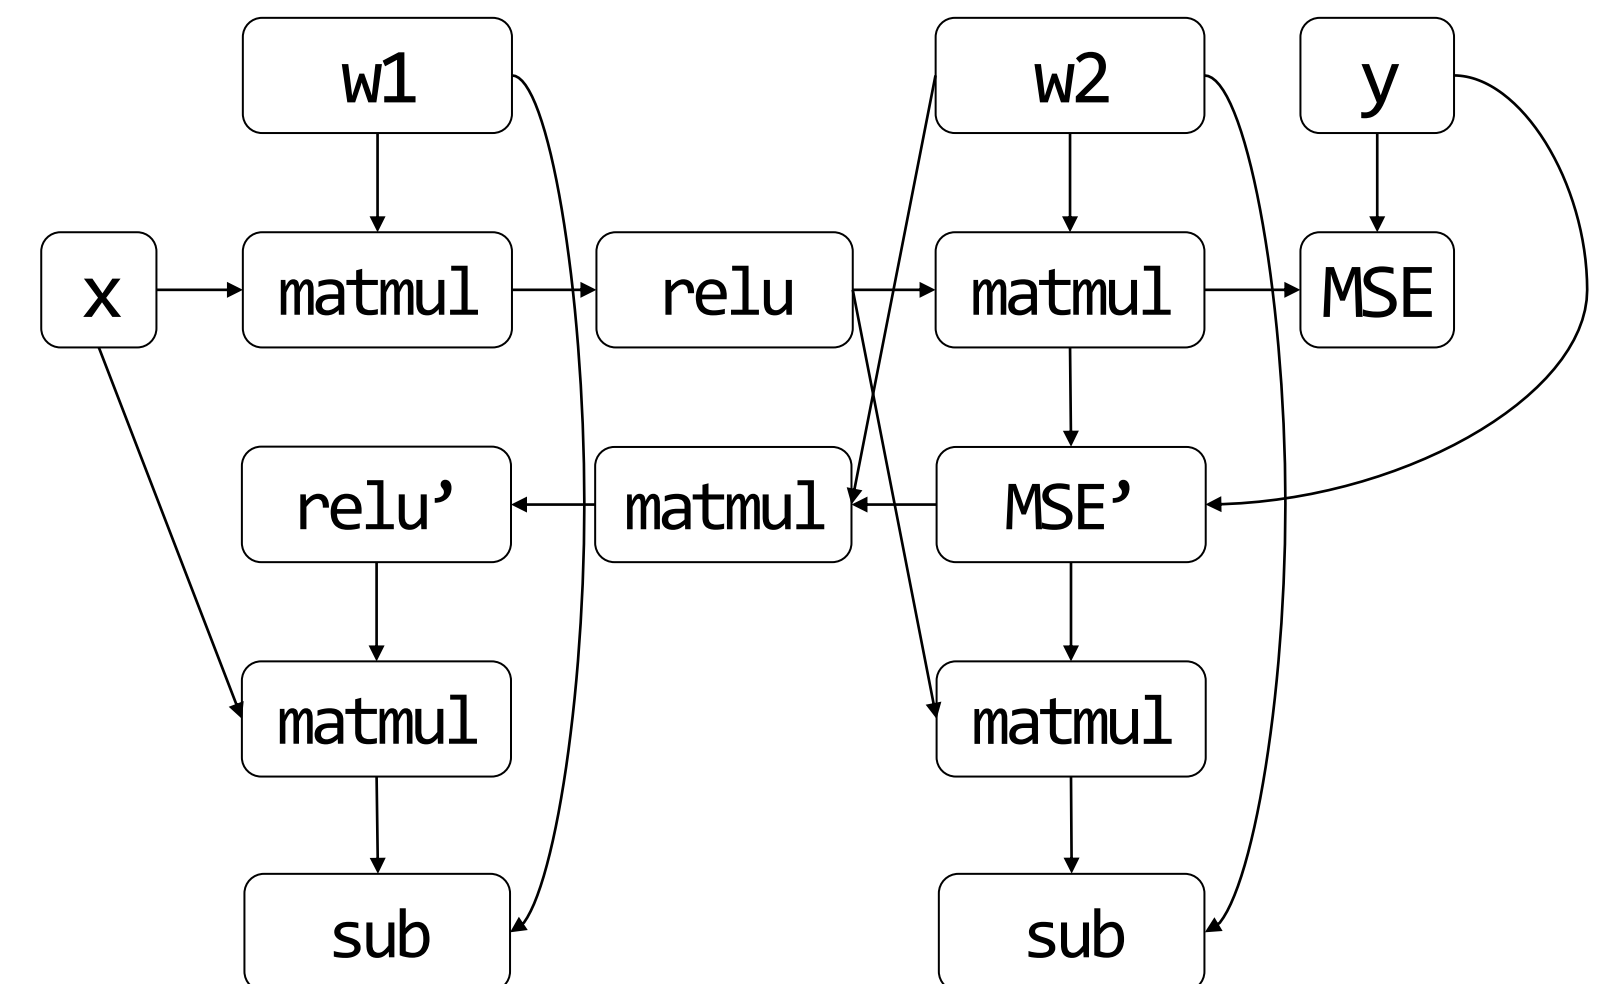 w1
w2
y
x
matmul
relu
matmul
MSE
relu’
matmul
MSE’
matmul
matmul
sub
sub